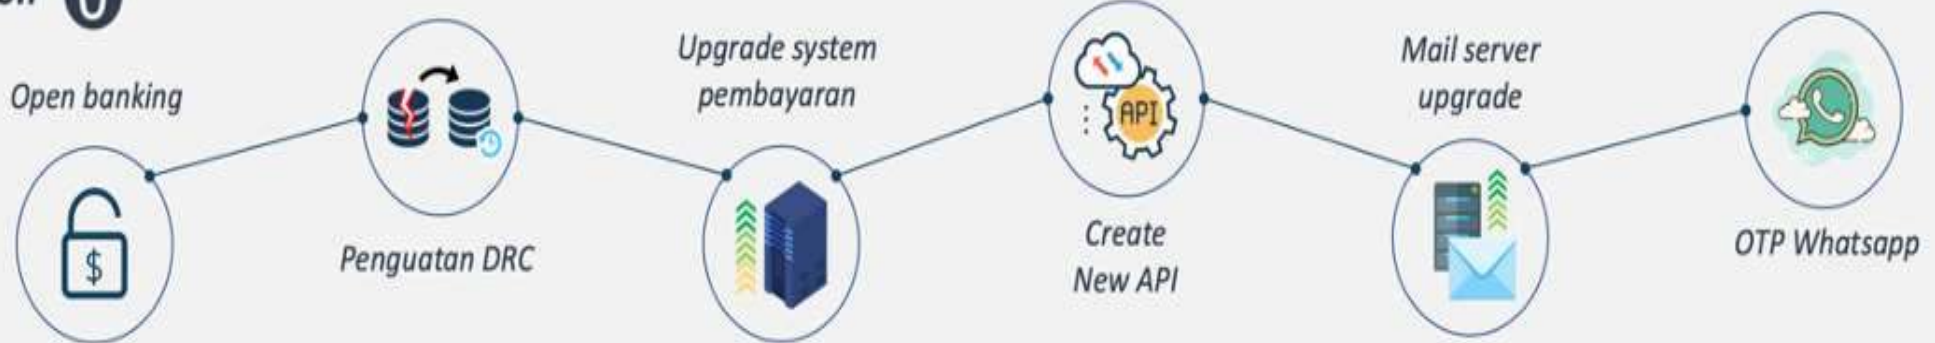 Open banking
Penguatan DRC
Upgrade system
pembayaran
API
Create
New API
Mail server
upgrade
OTP Whatsapp
$